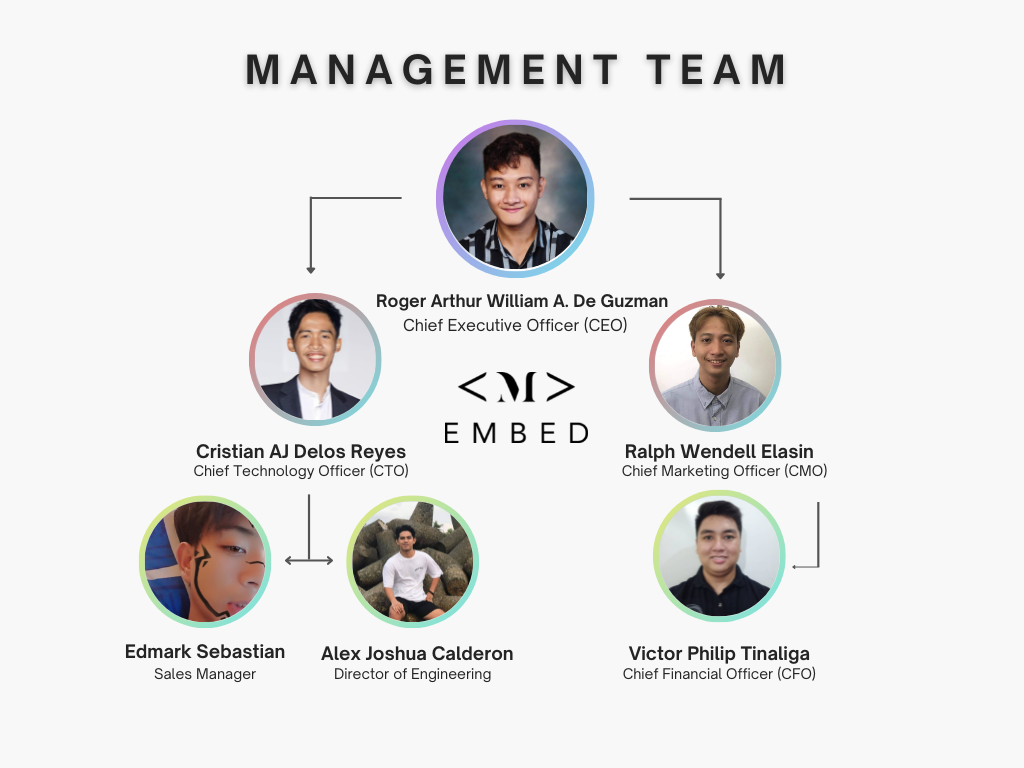 MANAGEMENT TEAM
Roger Arthur William A. De Guzman
Chief Executive Officer (CEO)
<M>
EMBED
Cristian AJ Delos Reyes
Chief Technology Officer (CTO)
Ralph Wendell Elasin
Chief Marketing Officer (CMO)
Edmark Sebastian
Sales Manager
Alex Joshua Calderon
Director of Engineering
Victor Philip Tinaliga
Chief Financial Officer (CFO)